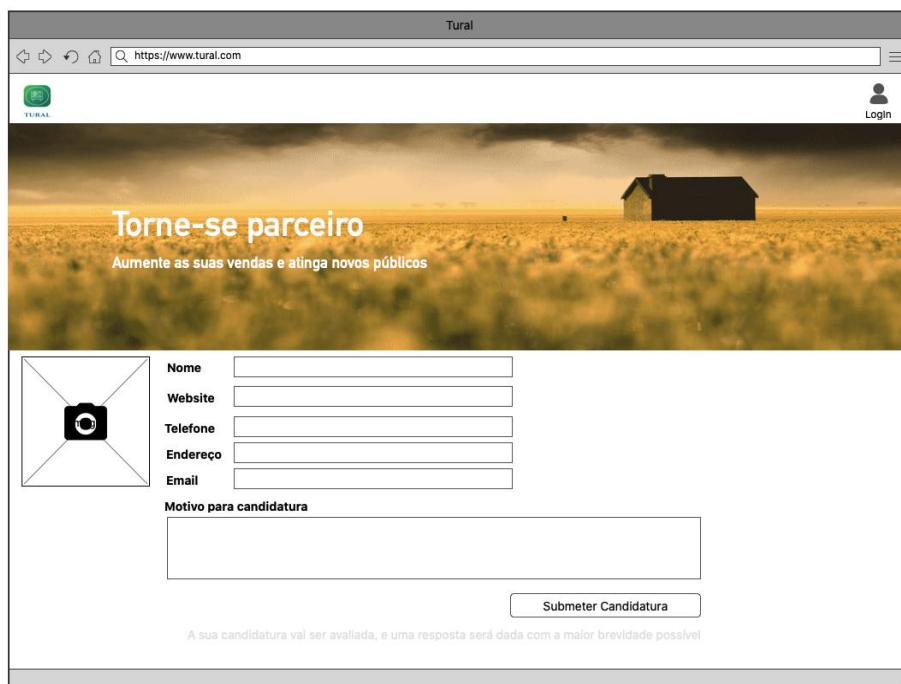 Tural
https://www.tural.com
TURAL
LogIn
Torne-se parceiro
Aumente as suas vendas e atinga novos públicos
Nome
Website
Telefone
Endereço
Email
Motivo para candidatura
Submeter Candidatura
A sua candidatura vai ser avaliada, e uma resposta será dada com a maior brevidade possível